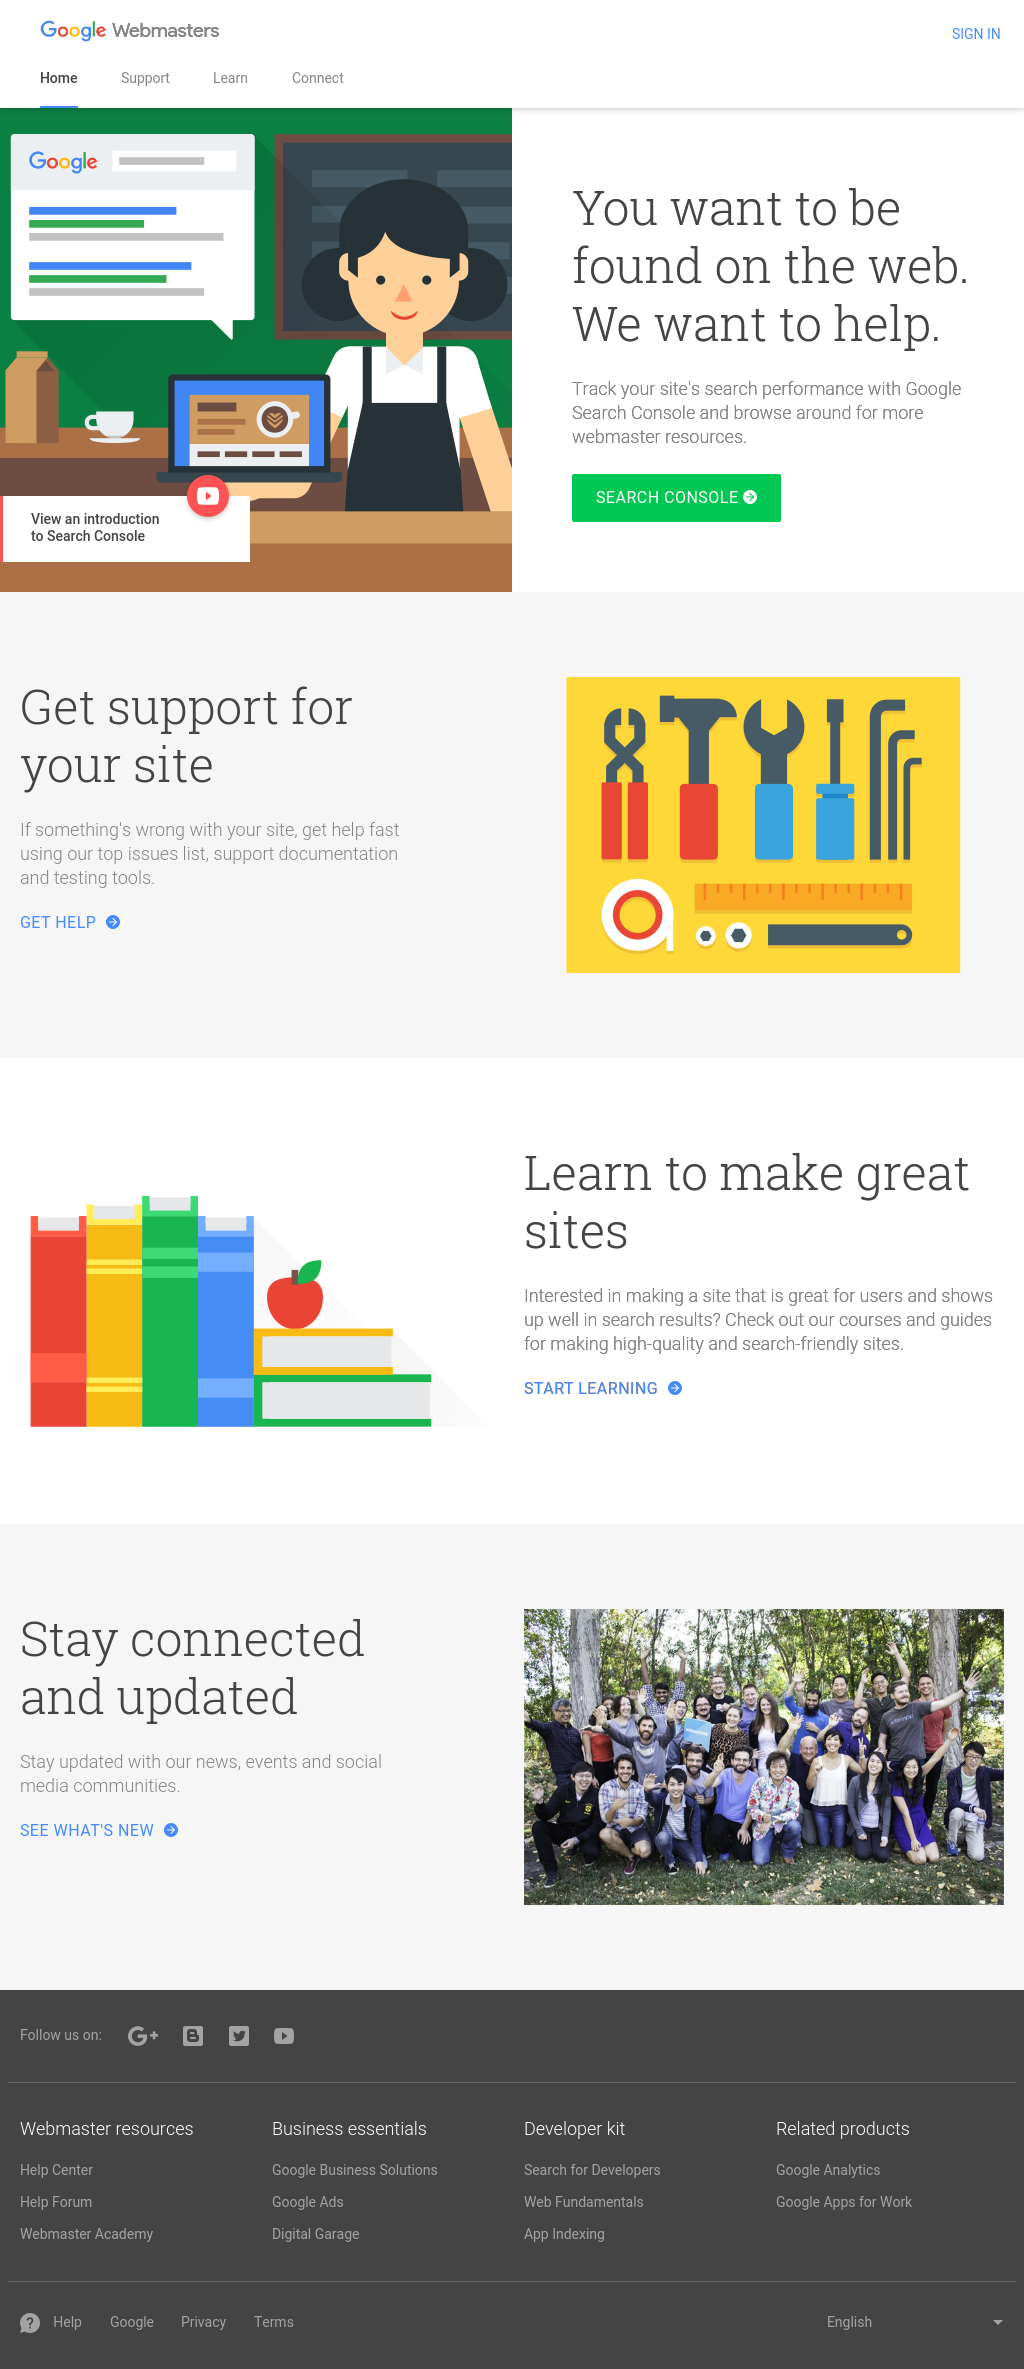 Google Webmasters
SIGN IN
Home
Support
Learn
Connect
Google
You want to be
found on the web.
We want to help.
Track your site's search performance with Google
Search Console and browse around for more
webmaster resources.
SEARCH CONSOLE
View an introduction
to Search Console
Get support for
your site
If something's wrong with your site, get help fast
using our top issues list, support documentation
and testing tools.
GET HELP
Learn to make great
sites
Interested in making a site that is great for users and shows
up well in search results? Check out our courses and guides
for making high-quality and search-friendly sites.
START LEARNING
Stay connected
and updated
Stay updated with our news, events and social
media communities.
SEE WHAT'S NEW
Follow us on:
Webmaster resources
Help Center
Help Forum
Webmaster Academy
Business essentials
Google Business Solutions
Google Ads
Digital Garage
Developer kit
Search for Developers
Web Fundamentals
App Indexing
Related products
Google Analytics
Google Apps for Work
Help
Google
Privacy
Terms
English